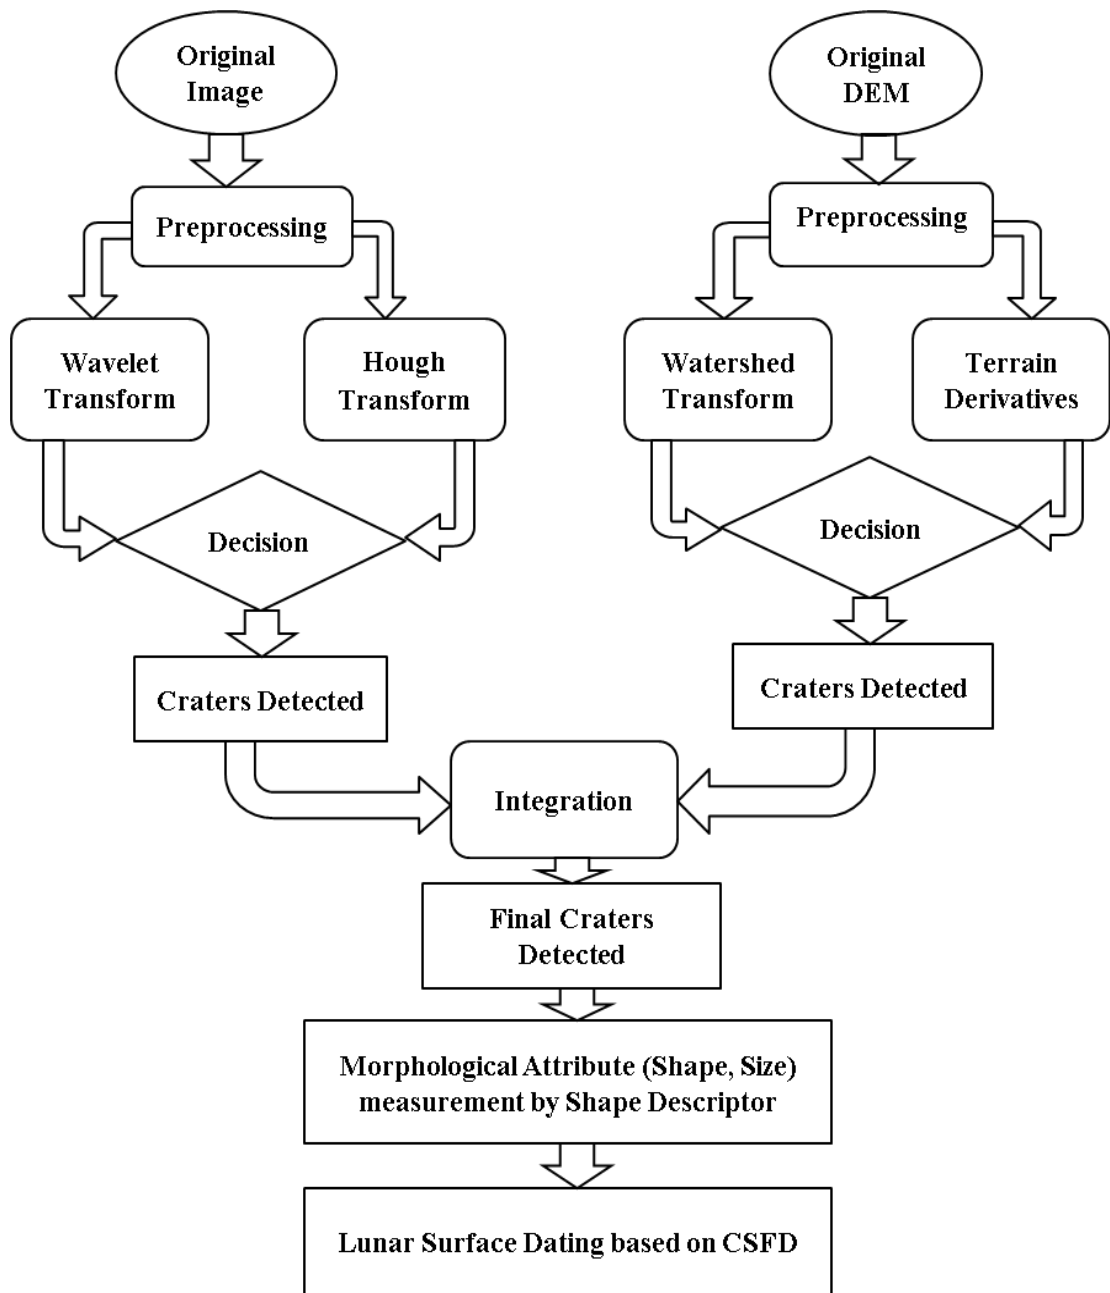 Original
Image
Original
DEM
Preprocessing
Preprocessing
Wavelet
Transform
Hough
Transform
Watershed
Transform
Terrain
Derivatives
Decision
Decision
Craters Detected
Craters Detected
Integration
Final Craters
Detected
Morphological Attribute (Shape, Size)
measurement by Shape Descriptor
Lunar Surface Dating based on CSFD